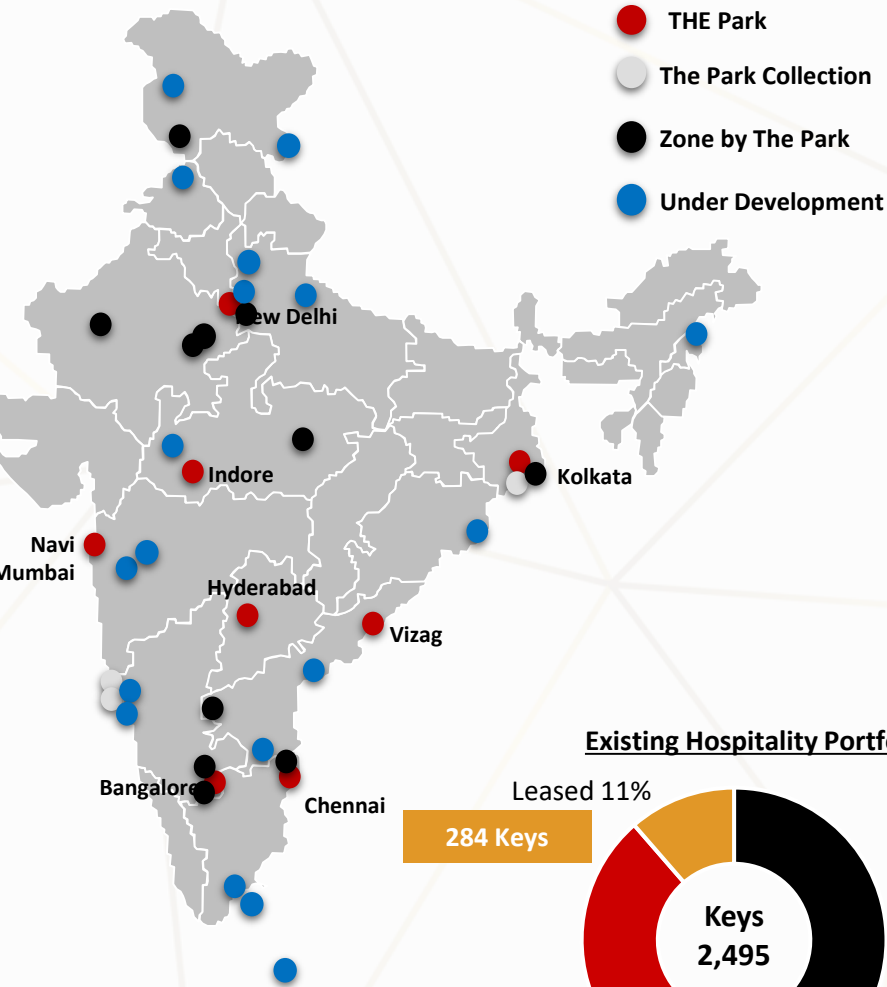 THE Park
The Park Collection
Zone by The Park
Under Development
New Delhi
Indore
Kolkata
Navi
Mumbai
Hyderabad
Vizag
Bangalore
Chennai
Existing Hospitality
Leased 11%
284 Keys
Keys
2,495